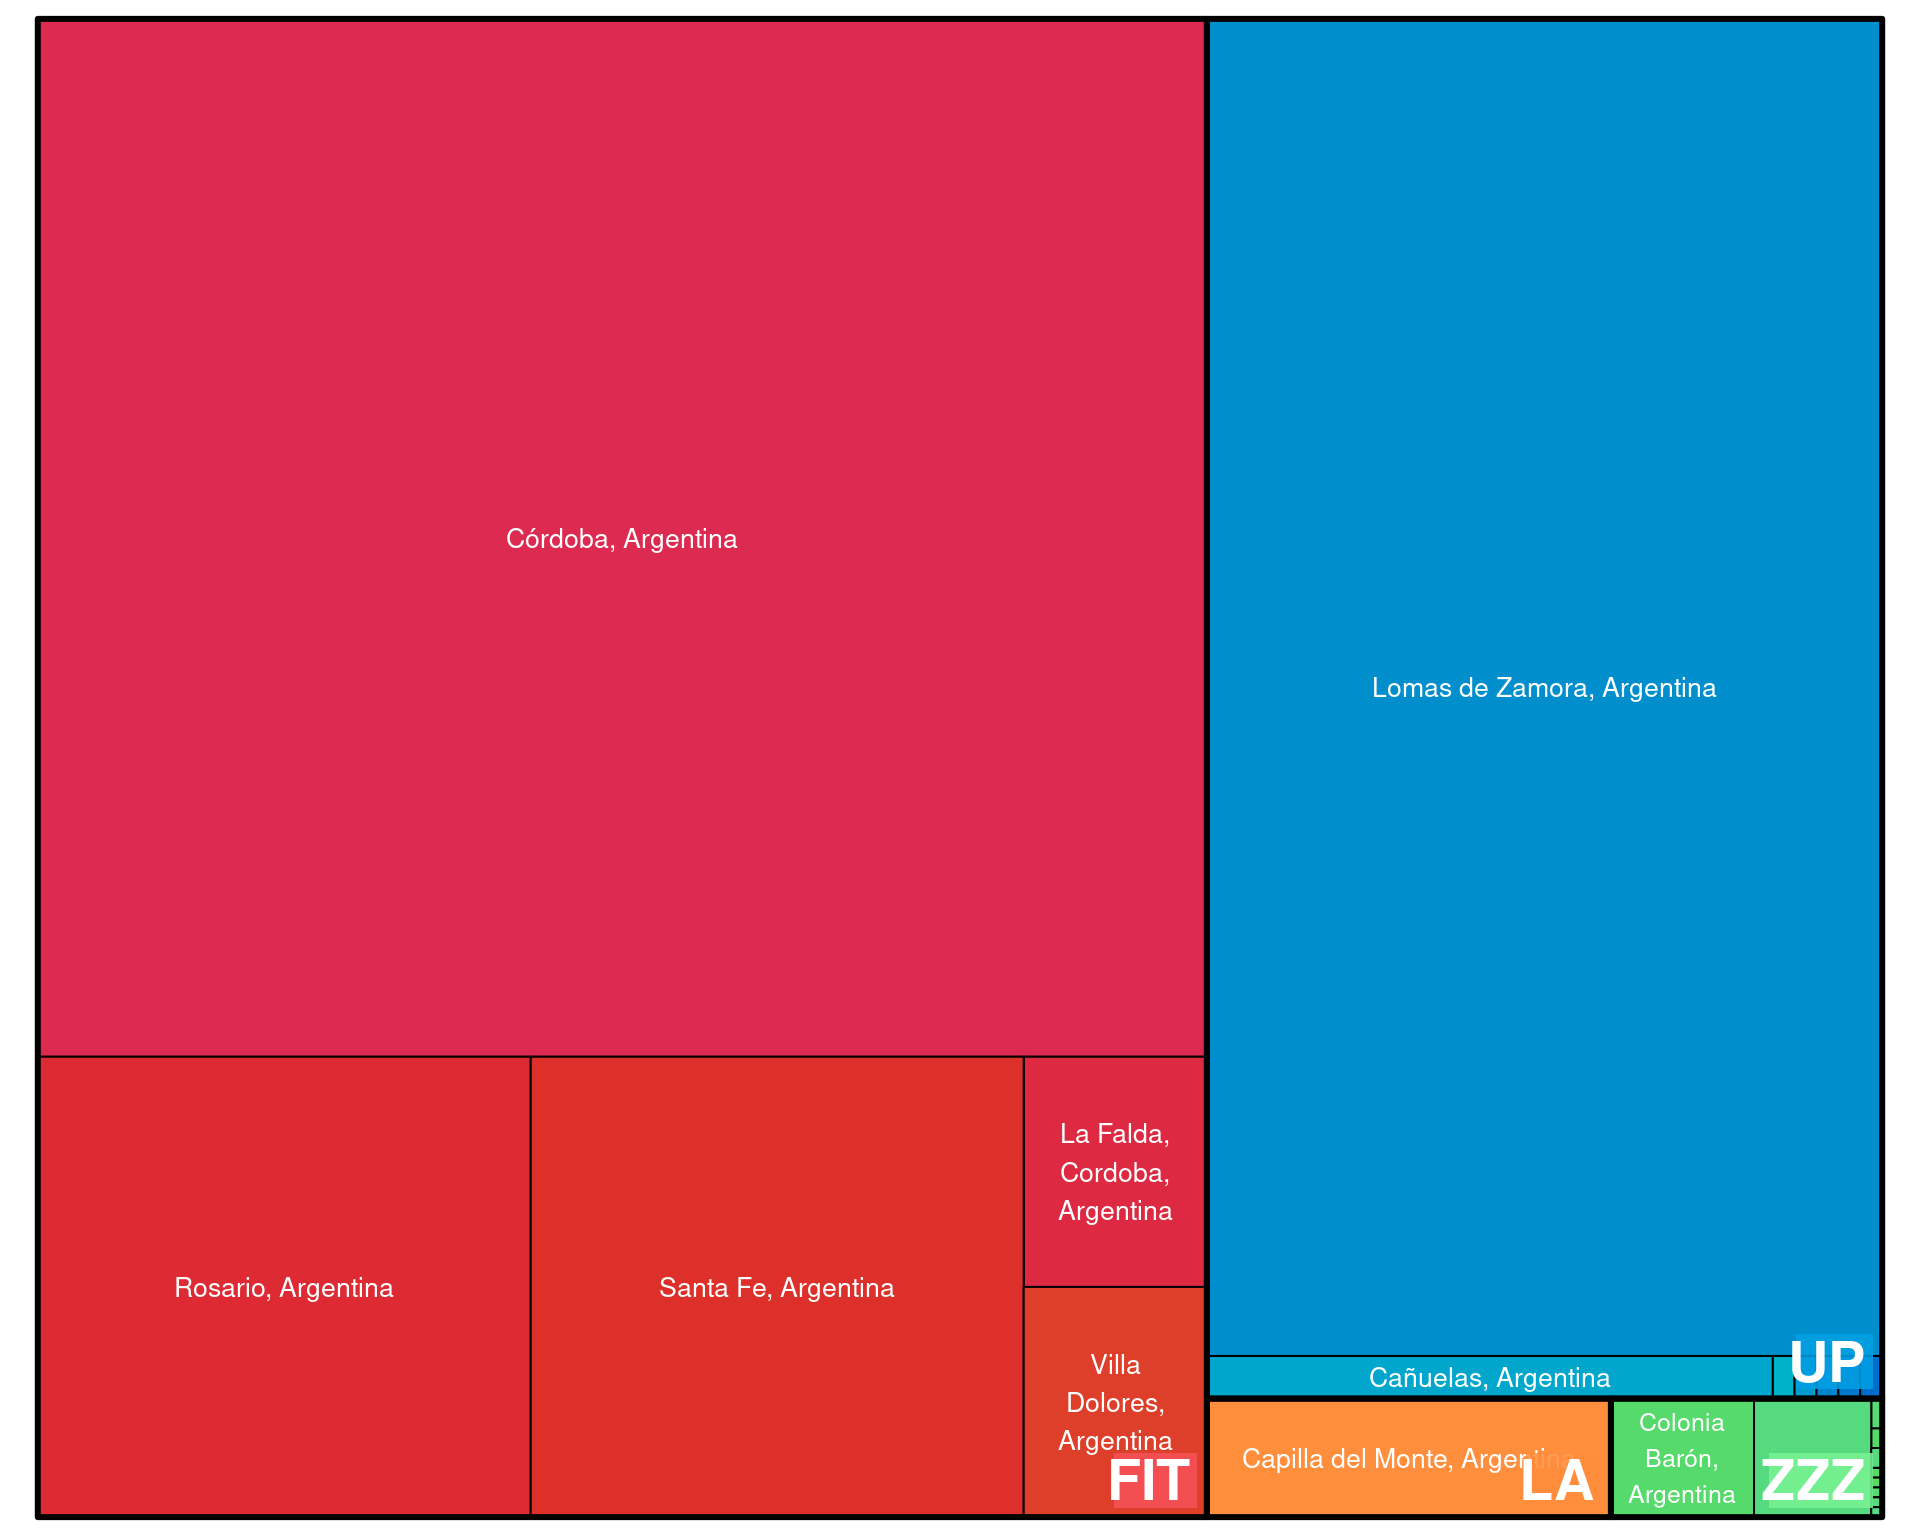 Córdoba, Argentina
Lomas de Zamora, Argentina
La Falda,
Cordoba,
Argentina
Rosario, Argentina
Santa Fe, Argentina
Villa
Dolores,
Argentina
FIT
UP
Cañuelas, Argentina
Capilla del Monte, Argentina
LA
Colonia
Barón,
Argentina
ZZZ